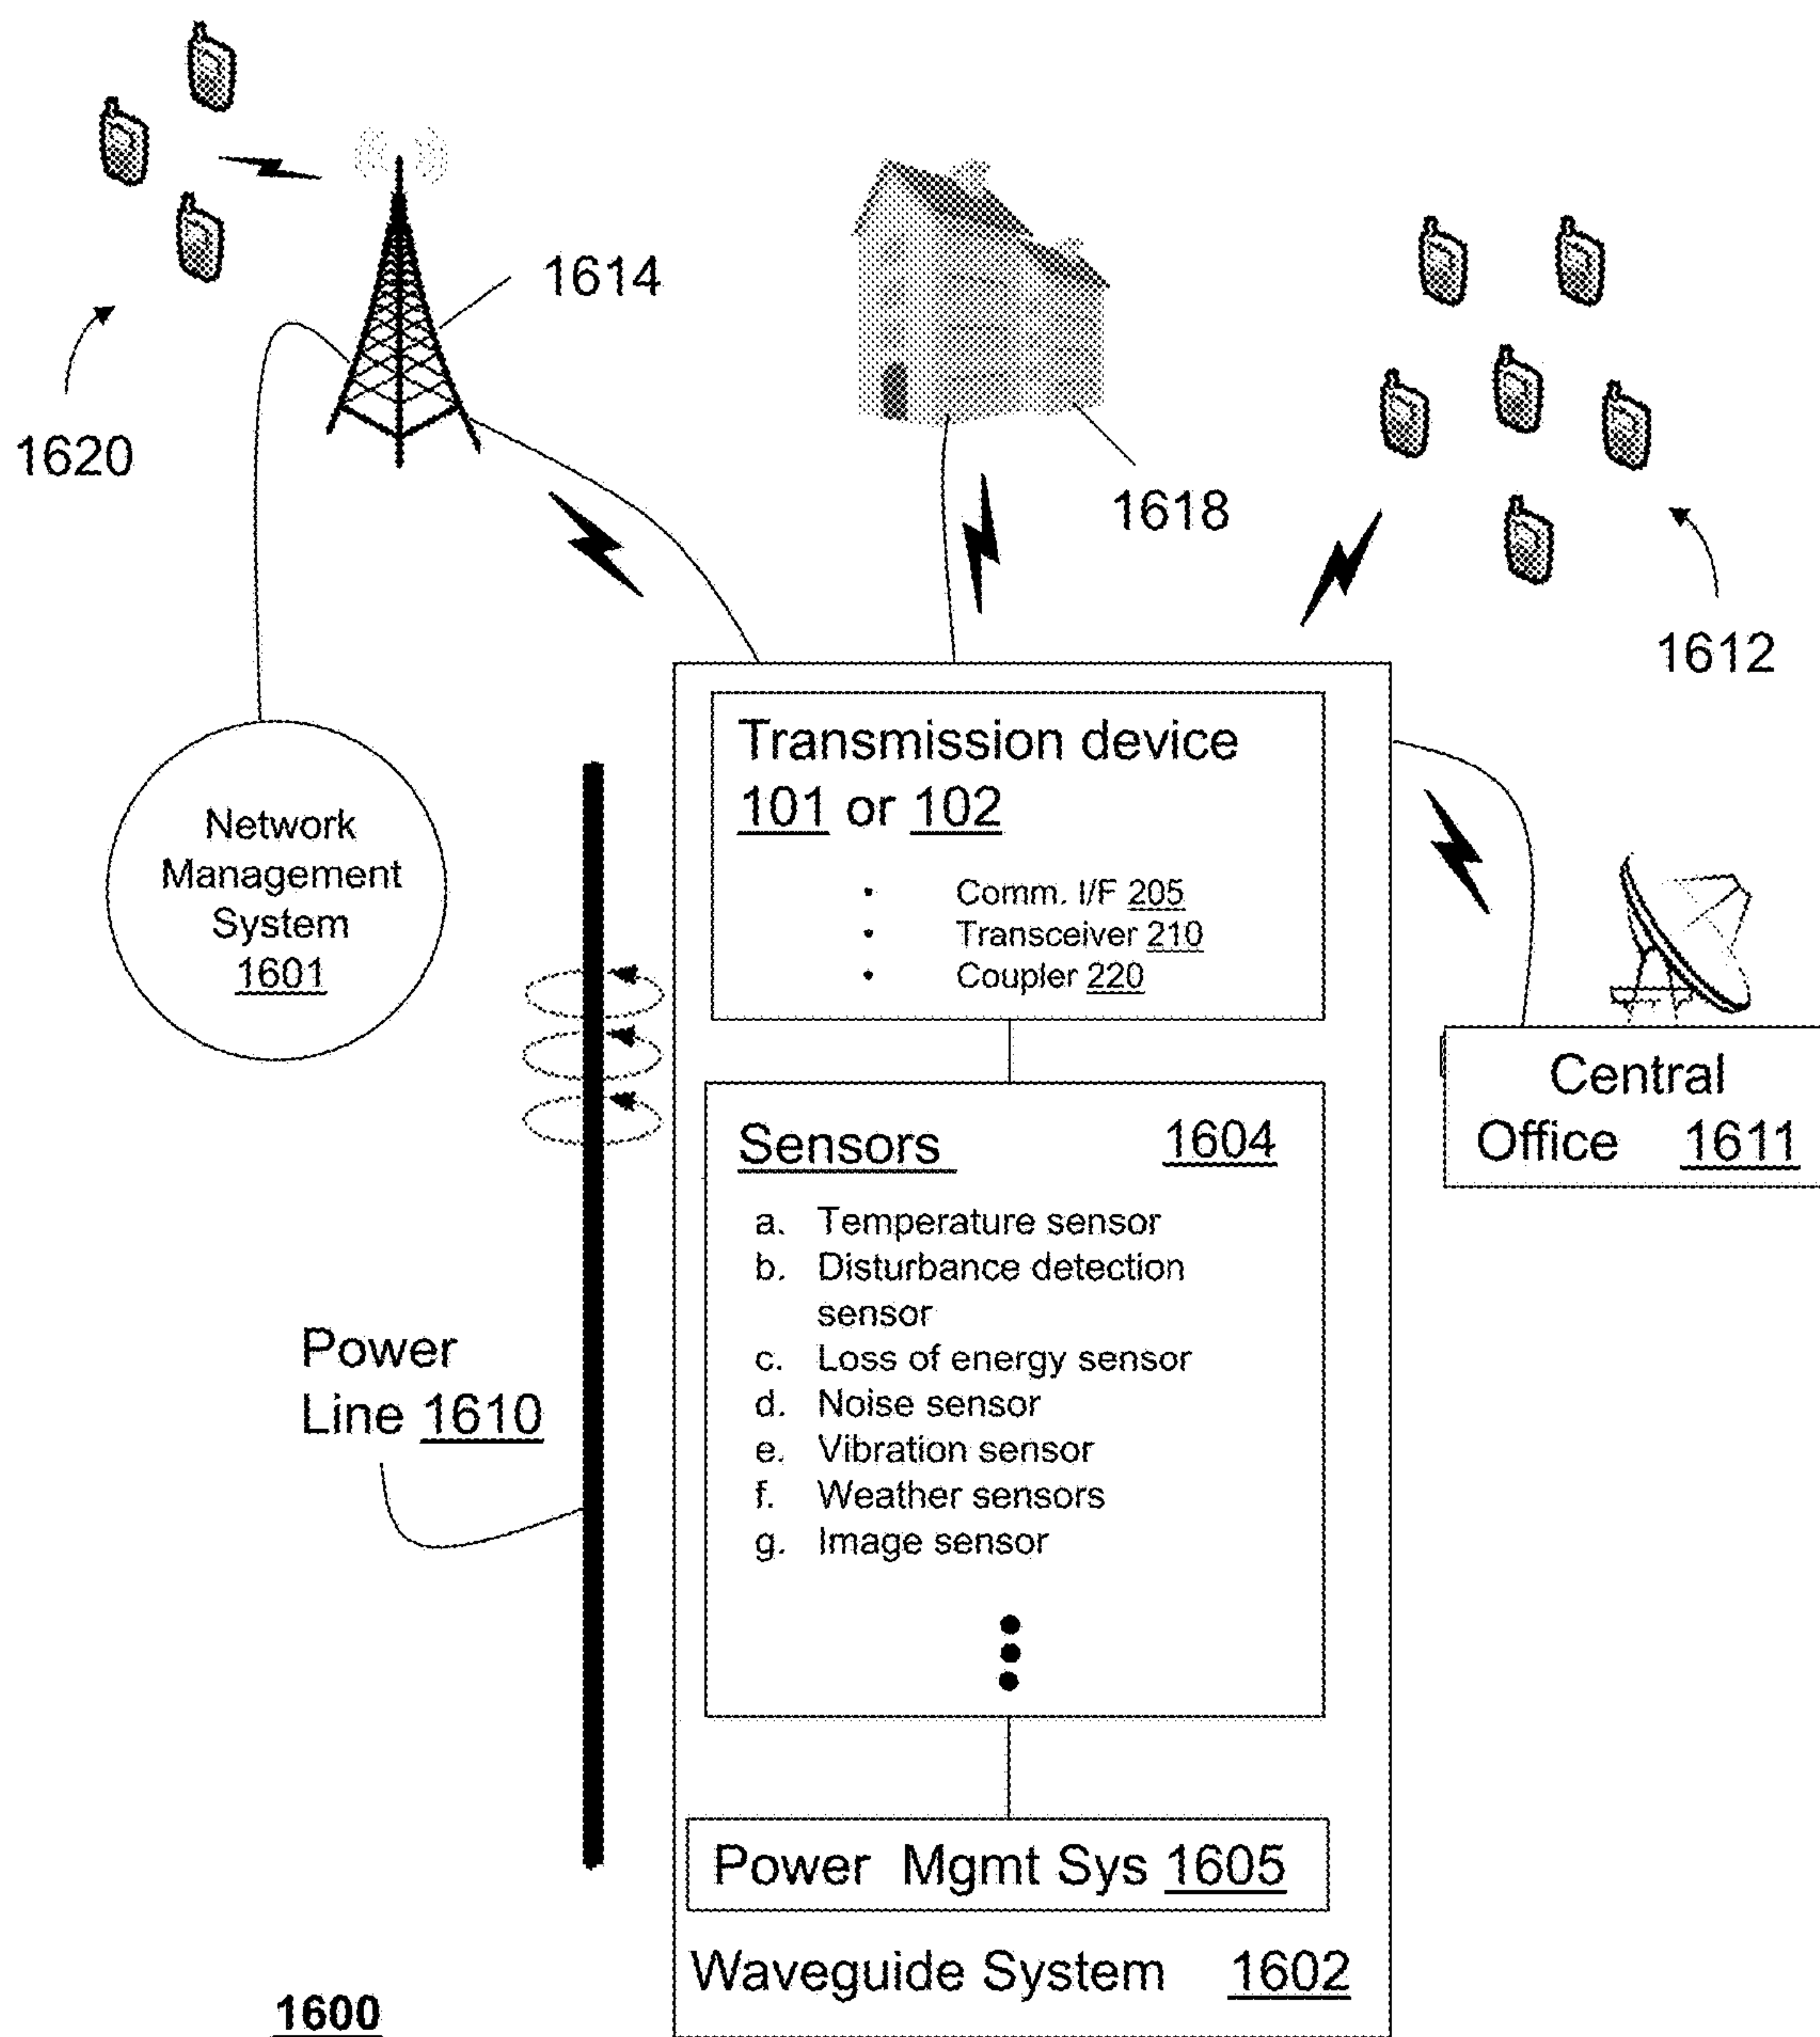 1614
1620
1618
1612
Network
Management
System
1601
Transmission device
101 or 102
• Comm. I/F 205
• Transceiver 210
• Coupler 220
Central
Office 1611
Sensors 1604
a. Temperature sensor
b. Disturbance detection
sensor
c. Loss of energy sensor
d. Noise sensor
e. Vibration sensor
f. Weather sensors
g. Image sensor
Power
Line 1610
Power Mgmt Sys 1605
Waveguide System 1602
1600